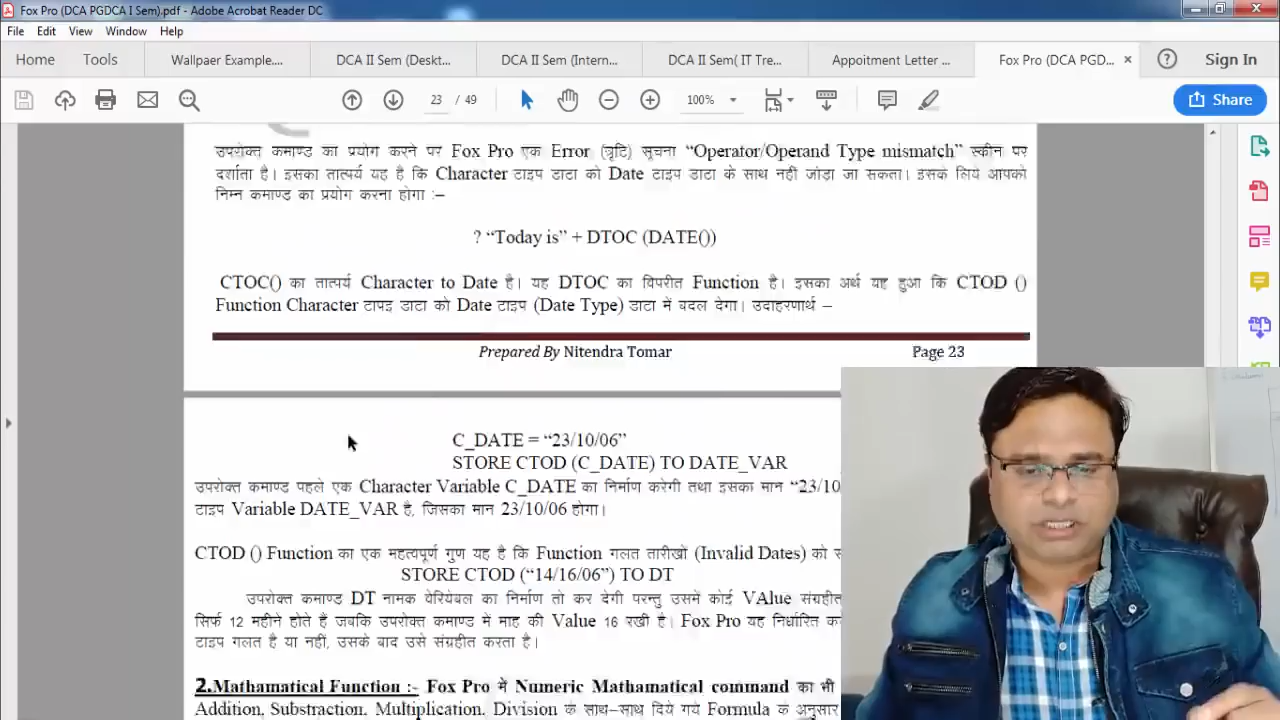 Fox Pro (DCA PGDCA I Sem).pdf - Adobe Acrobat Reader DC
File Edit View Window Help
Home Tools Wallpaer Example.... DCA II Sem (Deskt... DCA II Sem (Intern... DCA II Sem( IT Tre... Appoitment Letter ... Fox Pro (DCA PGD... × Sign In
23 / 49 100% Share
उपरोक्त कमाण्ड का प्रयोग करने पर Fox Pro एक Error (त्रृटि) सूचना “Operator/Operand Type mismatch” स्कीन पर
दर्शाता है। इसका तात्पर्य यह है कि Character टाइप डाटा को Date टाइप डाटा के साथ नहीं जोड़ा जा सकता। इसके लिये आपको
निम्न कमाण्ड का प्रयोग करना होगा :–
? “Today is” + DTOC (DATE())
CTOC() का तात्पर्य Character to Date है। यह DTOC का विपरीत Function है। इसका अर्थ यह हुआ कि CTOD ()
Function Character टापइ डाटा को Date टाइप (Date Type) डाटा में बदल देगा। उदाहरणार्थ –
Prepared By Nitendra Tomar Page 23
C_DATE = “23/10/06”
STORE CTOD (C_DATE) TO DATE_VAR
उपरोक्त कमाण्ड पहले एक Character Variable C_DATE का निर्माण करेगी तथा इसका मान “23/10
टाइप Variable DATE_VAR है, जिसका मान 23/10/06 होगा।
CTOD () Function का एक महत्वपूर्ण गुण यह है कि Function गलत तारीखों (Invalid Dates) को
STORE CTOD (“14/16/06”) TO DT
उपरोक्त कमाण्ड DT नामक वेरियेबल का निर्माण तो कर देगी परन्तु उसमें कोई VAlue संग्रहीत
सिर्फ 12 महीने होते हैं जबकि उपरोक्त कमाण्ड में माह की Value 16 रखी है। Fox Pro यह निर्धारित
टाइप गलत है या नहीं, उसके बाद उसे संग्रहीत करता है।
2.Mathamatical Function :- Fox Pro में Numeric Mathamatical command का भी
Addition, Substraction, Multiplication, Division के साथ–साथ दिये गये Formula के अनुसार